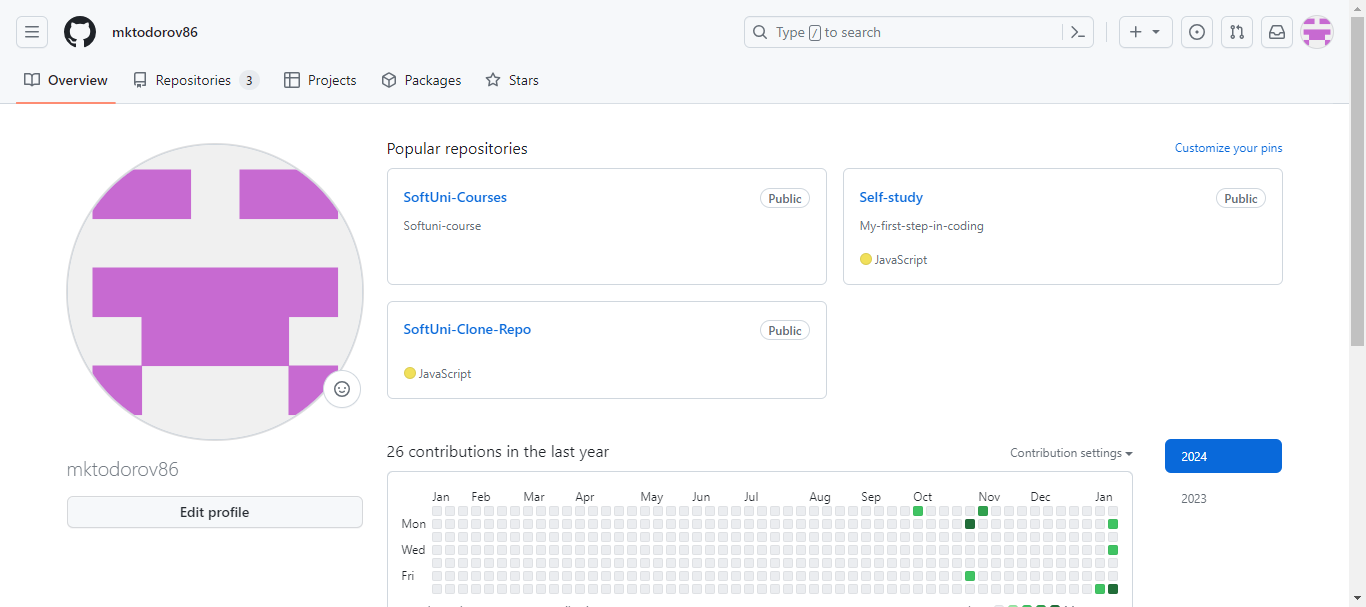 mktodorov86
Type / to search
Overview
Repositories 3
Projects
Packages
Stars
Popular repositories
Customize your pins
SoftUni-Courses
Public
Softuni-course
Self-study
Public
My-first-step-in-coding
JavaScript
SoftUni-Clone-Repo
Public
JavaScript
mktodorov86
Edit profile
26 contributions in the last year
Contribution settings
2024
2023
Jan Feb Mar Apr May Jun Jul Aug Sep Oct Nov Dec Jan
Mon
Wed
Fri